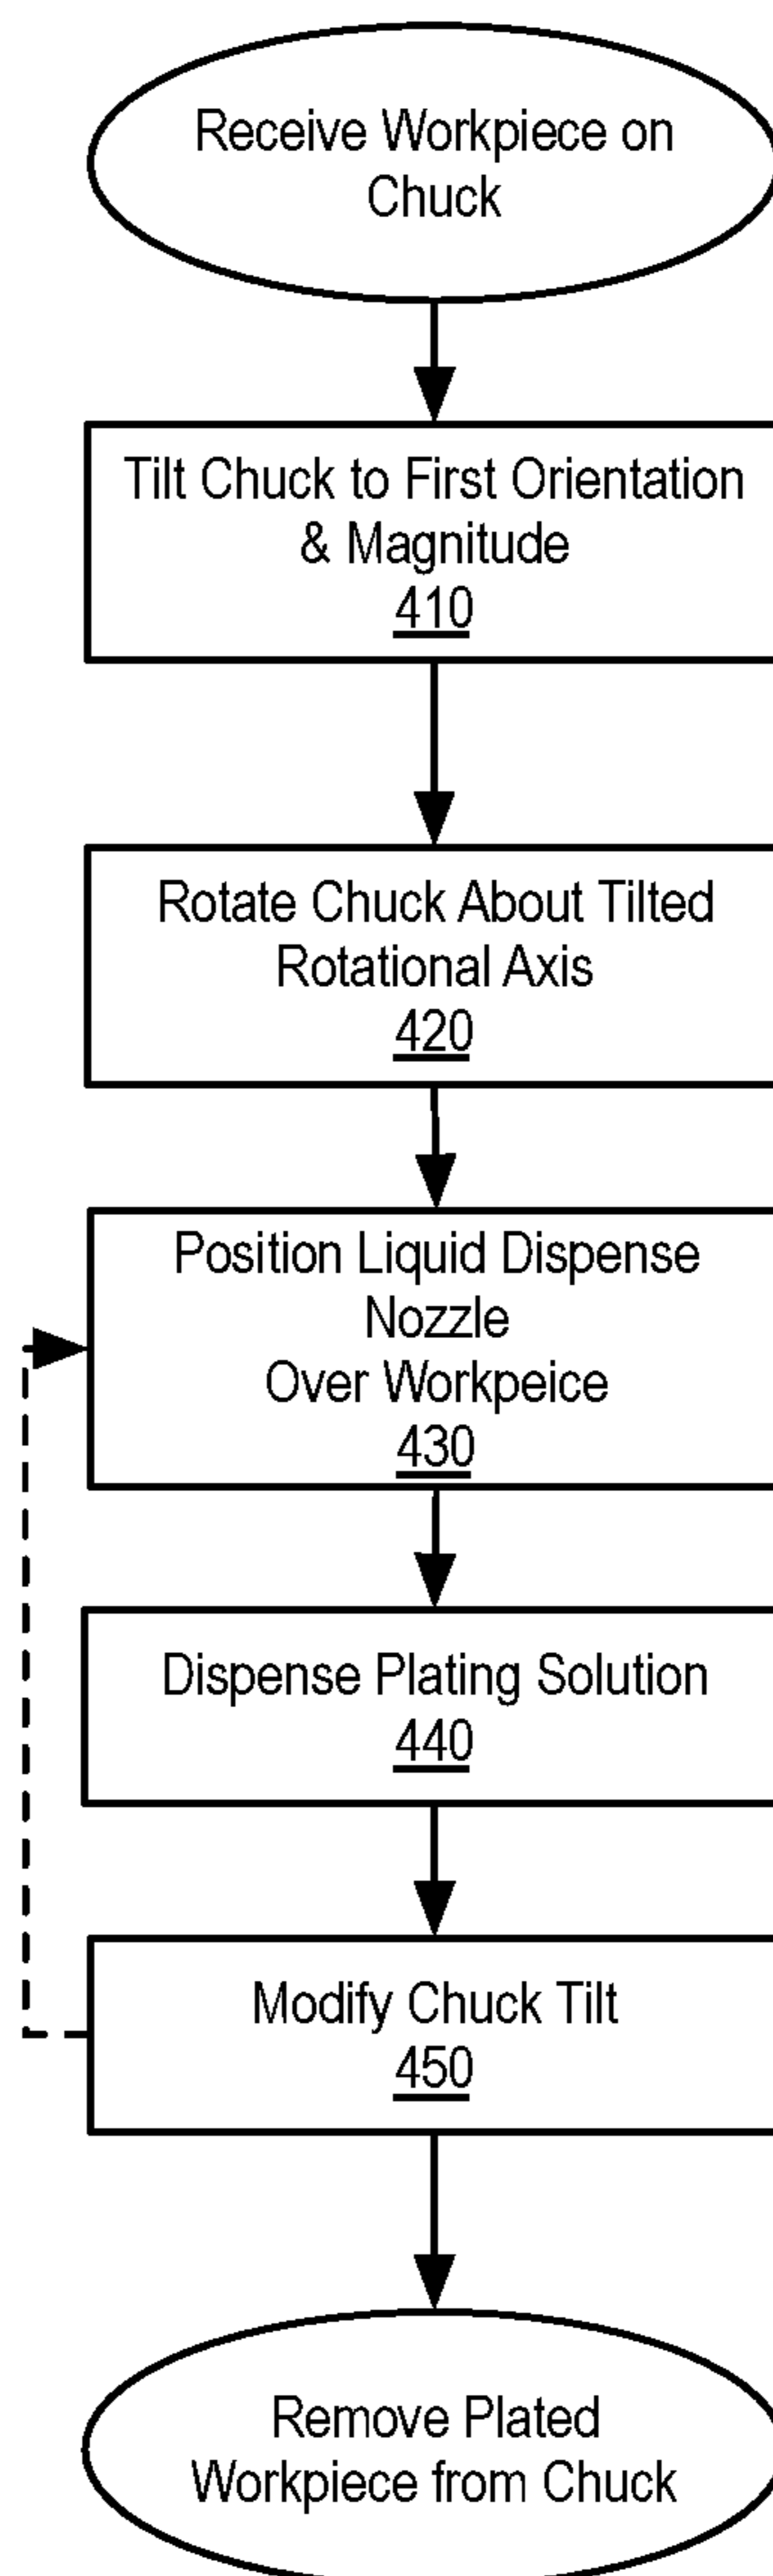 Receive Workpiece on
Chuck
Tilt Chuck to First Orientation
& Magnitude
410
Rotate Chuck About Tilted
Rotational Axis
420
Position Liquid Dispense
Nozzle
Over Workpeice
430
Dispense Plating Solution
440
Modify Chuck Tilt
450
Remove Plated
Workpiece from Chuck